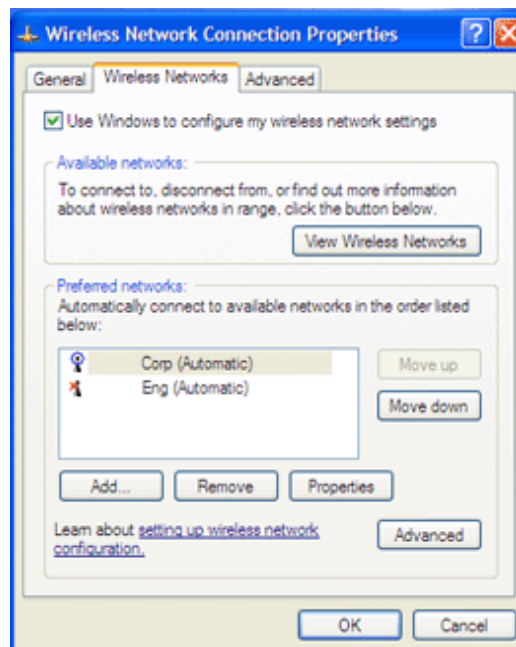 Wireless Network Connection Properties
General Wireless Networks Advanced
Use Windows to configure my wireless network settings
Available networks:
To connect to, disconnect from, or find out more information
about wireless networks in range, click the button below.
View Wireless Networks
Preferred networks:
Automatically connect to available networks in the order listed
below:
Corp (Automatic)
Move up
Eng (Automatic)
Move down
Add... Remove Properties
Learn about setting up wireless network
configuration.
Advanced
OK Cancel